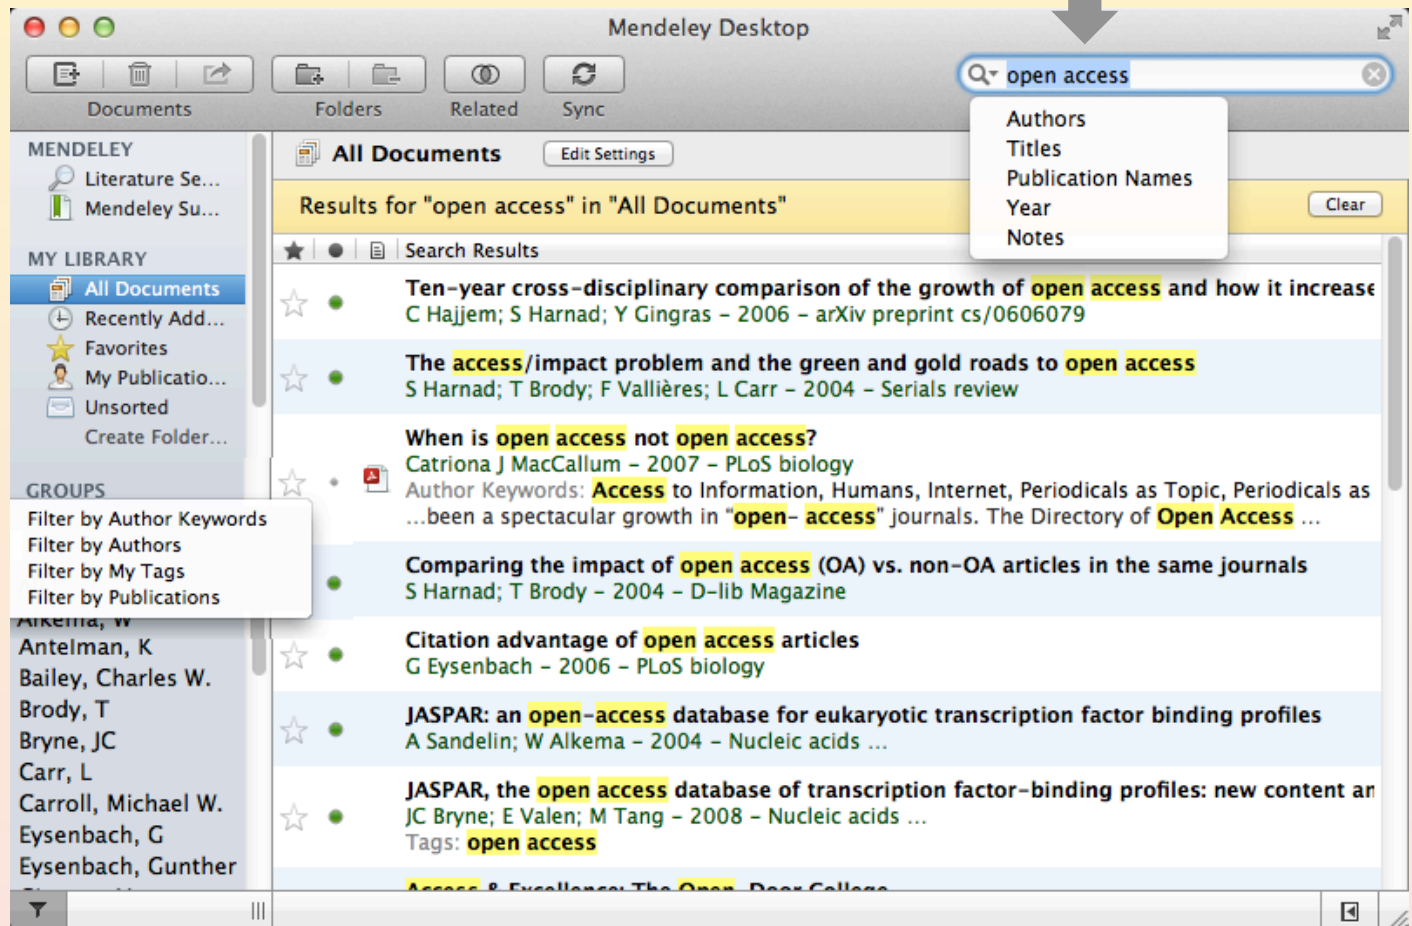 Mendeley Desktop
open access
Documents
Folders
Related
Sync
Authors
Titles
Publication Names
Year
Notes
MENDELEY
Literature Se...
Mendeley Su...
MY LIBRARY
All Documents
Recently Add...
Favorites
My Publicatio...
Unsorted
Create Folder...
GROUPS
Filter by Author Keywords
Filter by Authors
Filter by My Tags
Filter by Publications
Alkema, W
Antelman, K
Bailey, Charles W.
Brody, T
Bryne, JC
Carr, L
Carroll, Michael W.
Eysenbach, G
Eysenbach, Gunther
All Documents
Edit Settings
Results for "open access" in "All Documents"
Clear
Search Results
Ten-year cross-disciplinary comparison of the growth of open access and how it increase
C Hajjem; S Harnad; Y Gingras - 2006 - arXiv preprint cs/0606079
The access/impact problem and the green and gold roads to open access
S Harnad; T Brody; F Vallières; L Carr - 2004 - Serials review
When is open access not open access?
Catriona J MacCallum - 2007 - PLoS biology
Author Keywords: Access to Information, Humans, Internet, Periodicals as Topic, Periodicals as
...been a spectacular growth in “open- access” journals. The Directory of Open Access ...
Comparing the impact of open access (OA) vs. non-OA articles in the same journals
S Harnad; T Brody - 2004 - D-lib Magazine
Citation advantage of open access articles
G Eysenbach - 2006 - PLoS biology
JASPAR: an open-access database for eukaryotic transcription factor binding profiles
A Sandelin; W Alkema - 2004 - Nucleic acids ...
JASPAR, the open access database of transcription factor-binding profiles: new content an
JC Bryne; E Valen; M Tang - 2008 - Nucleic acids ...
Tags: open access
Access & Excellence: The Open Door College